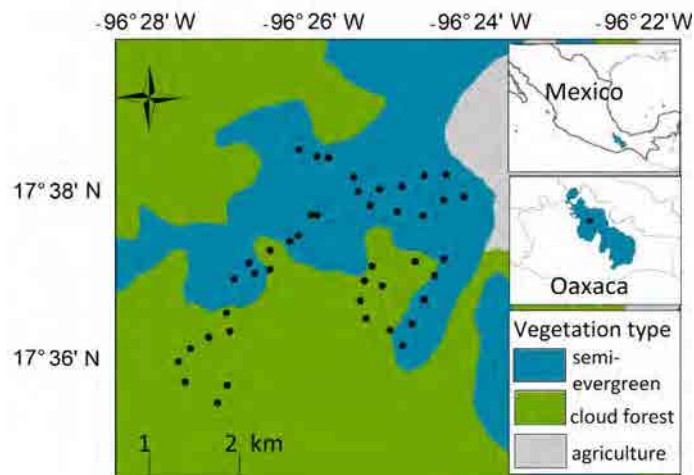 -96° 28' W -96° 26' W -96° 24' W -96° 22' W
Mexico
17° 38' N
Oaxaca
Vegetation type
17° 36' N
semi-
evergreen
cloud forest
1 2 km
agriculture